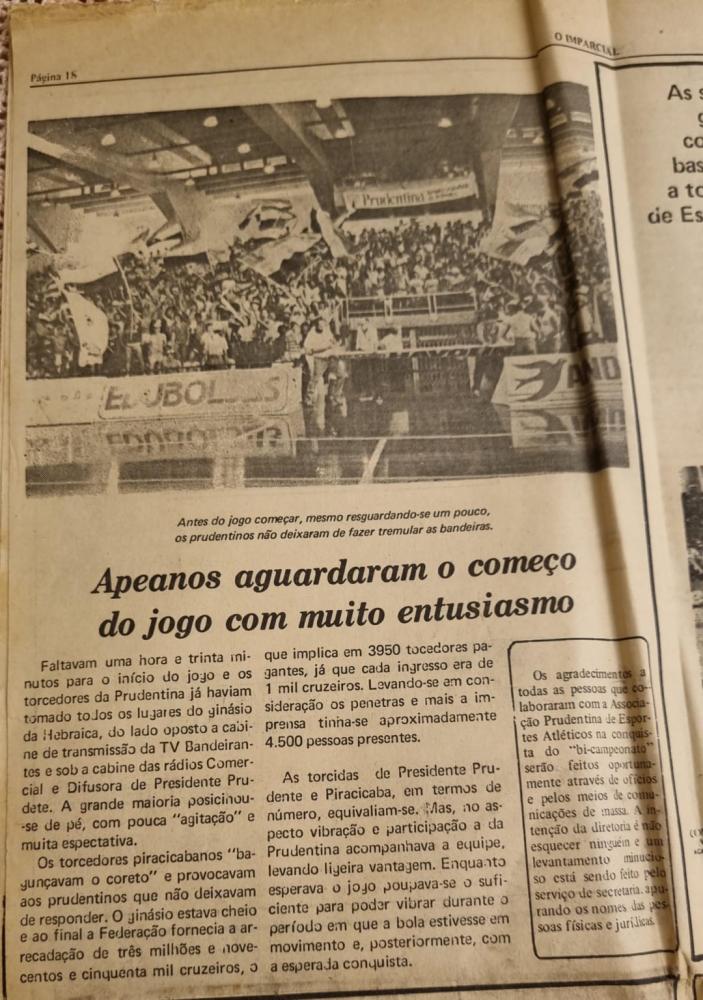 Página 18
O IMPARCIAL
Prudentina
EDUBOLSAS
AND
Antes do jogo começar, mesmo resguardando-se um pouco,
os prudentinos não deixaram de fazer tremular as bandeiras.
Apeanos aguardaram o começo
do jogo com muito entusiasmo
Faltavam uma hora e trinta mi-
nutos para o início do jogo e os
torcedores da Prudentina já haviam
tomado todos os lugares do ginásio
da Hebraica, do lado oposto a cabi-
ne de transmissão da TV Bandeiran-
tes e sob a cabine das rádios Comer-
cial e Difusora de Presidente Pru-
dete. A grande maioria posicinou-
-se de pé, com pouca "agitação" e
muita espectativa.
Os torcedores piracicabanos "ba-
gunçavam o coreto" e provocavam
aos prudentinos que não deixavam
de responder. O ginásio estava cheio
e ao final a Federação fornecia a ar-
recadação de três milhões e nove-
centos e cinquenta mil cruzeiros, o
que implica em 3950 tocedores pa-
gantes, já que cada ingresso era de
1 mil cruzeiros. Levando-se em con-
sideração os penetras e mais a im-
prensa tinha-se aproximadamente
4.500 pessoas presentes.
As torcidas de Presidente Pru-
dente e Piracicaba, em termos de
número, equivaliam-se. Mas, no as-
pecto vibração e participação a da
Prudentina acompanhava a equipe,
levando ligeira vantagem. Enquanto
esperava o jogo poupava-se o sufi-
ciente para poder vibrar durante o
período em que a bola estivesse em
movimento e, posteriormente, com
a esperada conquista.
Os agradecimentos a
todas as pessoas que co-
laboraram com a Associa-
ção Prudentina de Espor-
tes Atléticos na conquis-
ta do "bi-campeonato"
serão feitos oportuna-
mente através de ofícios
e pelos meios de comu-
nicações de massa. A in-
tenção da diretoria é não
esquecer ninguém e um
levantamento minucio-
so está sendo feito pelo
serviço de secretaria, apu-
rando os nomes das pes-
soas físicas e jurídicas.
As s
g
co
bas
a to
de Es